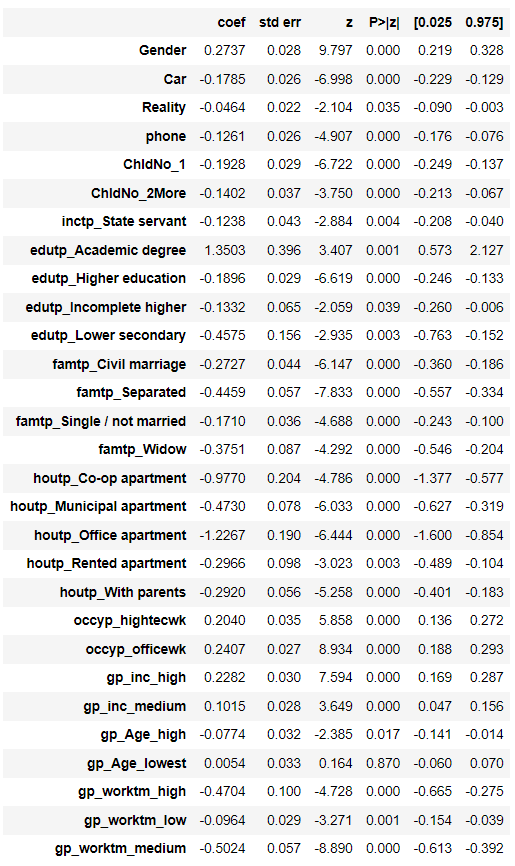 coef std err z P>|z| [0.025 0.975]
Gender 0.2737 0.028 9.797 0.000 0.219 0.328
Car -0.1785 0.026 -6.998 0.000 -0.229 -0.129
Reality -0.0464 0.022 -2.104 0.035 -0.090 -0.003
phone -0.1261 0.026 -4.907 0.000 -0.176 -0.076
ChldNo_1 -0.1928 0.029 -6.722 0.000 -0.249 -0.137
ChldNo_2More -0.1402 0.037 -3.750 0.000 -0.213 -0.067
inctp_State servant -0.1238 0.043 -2.884 0.004 -0.208 -0.040
edutp_Academic degree 1.3503 0.396 3.407 0.001 0.573 2.127
edutp_Higher education -0.1896 0.029 -6.619 0.000 -0.246 -0.133
edutp_Incomplete higher -0.1332 0.065 -2.059 0.039 -0.260 -0.006
edutp_Lower secondary -0.4575 0.156 -2.935 0.003 -0.763 -0.152
famtp_Civil marriage -0.2727 0.044 -6.147 0.000 -0.360 -0.186
famtp_Separated -0.4459 0.057 -7.833 0.000 -0.557 -0.334
famtp_Single / not married -0.1710 0.036 -4.688 0.000 -0.243 -0.100
famtp_Widow -0.3751 0.087 -4.292 0.000 -0.546 -0.204
houtp_Co-op apartment -0.9770 0.204 -4.786 0.000 -1.377 -0.577
houtp_Municipal apartment -0.4730 0.078 -6.033 0.000 -0.627 -0.319
houtp_Office apartment -1.2267 0.190 -6.444 0.000 -1.600 -0.854
houtp_Rented apartment -0.2966 0.098 -3.023 0.003 -0.489 -0.104
houtp_With parents -0.2920 0.056 -5.258 0.000 -0.401 -0.183
occyp_hightecwk 0.2040 0.035 5.858 0.000 0.136 0.272
occyp_officewk 0.2407 0.027 8.934 0.000 0.188 0.293
gp_inc_high 0.2282 0.030 7.594 0.000 0.169 0.287
gp_inc_medium 0.1015 0.028 3.649 0.000 0.047 0.156
gp_Age_high -0.0774 0.032 -2.385 0.017 -0.141 -0.014
gp_Age_lowest 0.0054 0.033 0.164 0.870 -0.060 0.070
gp_worktm_high -0.4704 0.100 -4.728 0.000 -0.665 -0.275
gp_worktm_low -0.0964 0.029 -3.271 0.001 -0.154 -0.039
gp_worktm_medium -0.5024 0.057 -8.890 0.000 -0.613 -0.392